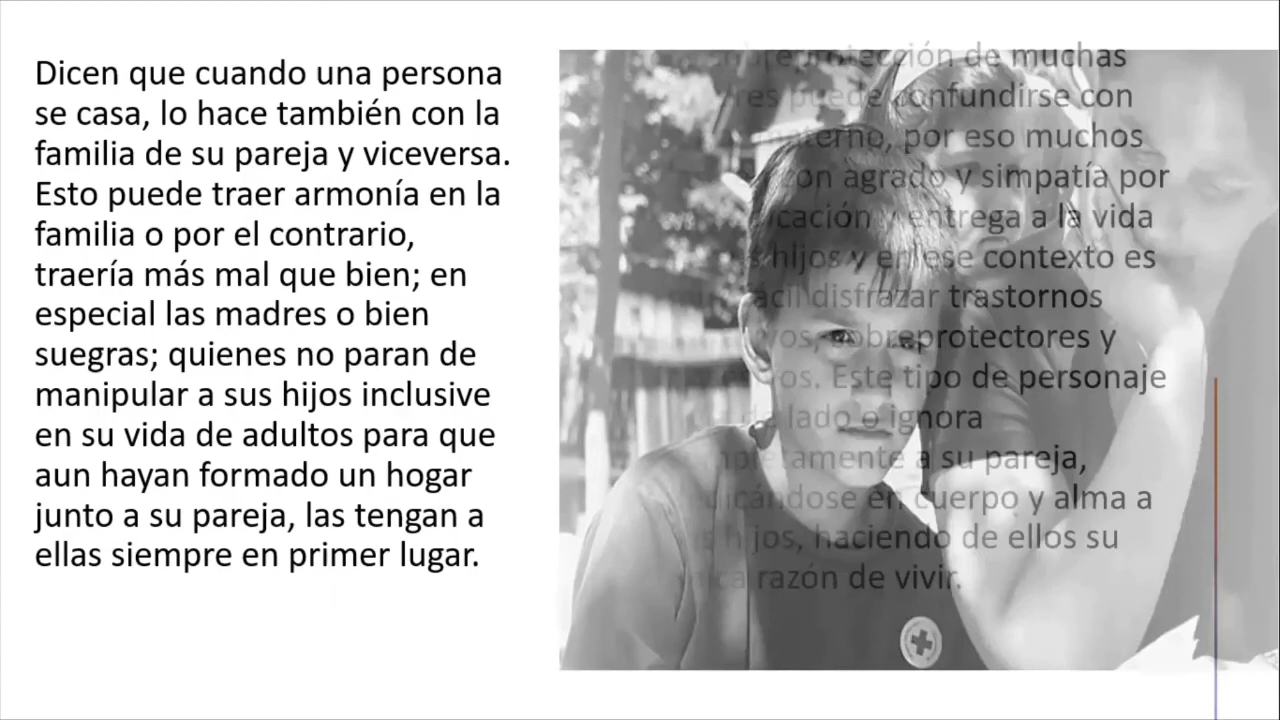 Dicen que cuando una persona
se casa, lo hace también con la
familia de su pareja y viceversa.
Esto puede traer armonía en la
familia o por el contrario,
traería más mal que bien; en
especial las madres o bien
suegras; quienes no paran de
manipular a sus hijos inclusive
en su vida de adultos para que
aun hayan formado un hogar
junto a su pareja, las tengan a
ellas siempre en primer lugar.
de muchas
puede confundirse con
por eso muchos
con agrado y simpatía por
y entrega a la vida
hijos y en ese contexto es
disfrazar trastornos
sobreprotectores y
Este tipo de personaje
lado o ignora
a su pareja,
en cuerpo y alma a
hijos, haciendo de ellos su
razón de vivir.